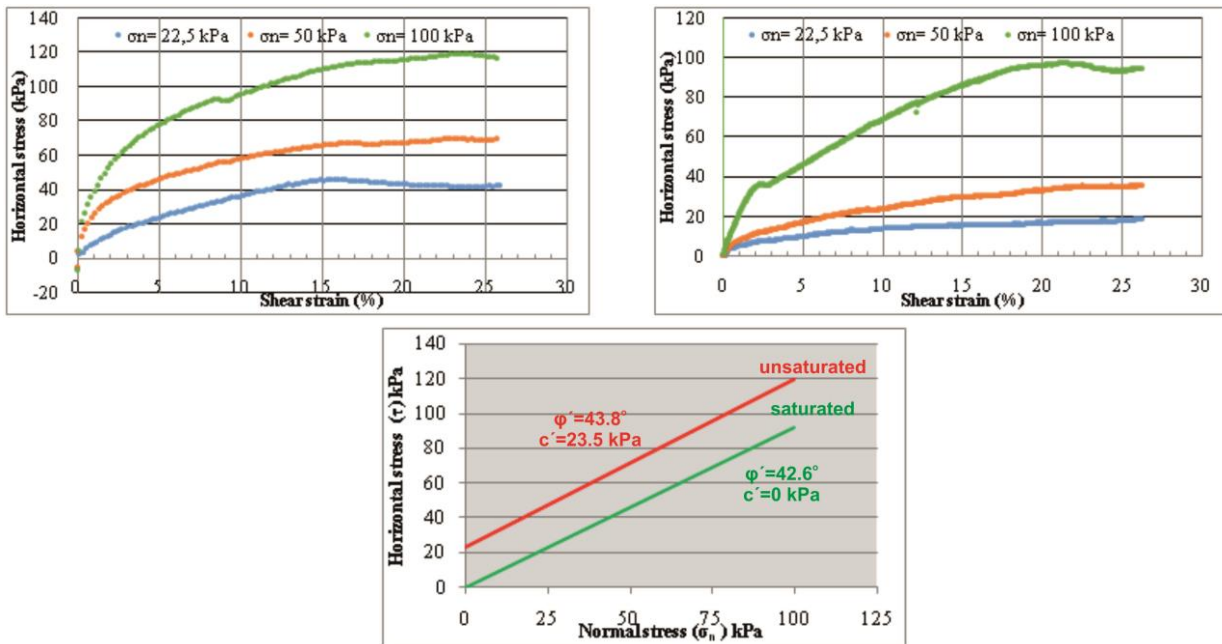 140
120
100
80
60
40
20
0
-20
Horizontal stress (kPa)
σn= 22,5 kPa σn= 50 kPa σn= 100 kPa
0 5 10 15 20 25 30
Shear strain (%)
120
100
80
60
40
20
0
Horizontal stress (kPa)
σn= 22,5 kPa σn= 50 kPa σn= 100 kPa
0 5 10 15 20 25 30
Shear strain (%)
140
120
100
80
60
40
20
0
Horizontal stress (τ) kPa
unsaturated
saturated
φ´=43.8°
c´=23.5 kPa
φ´=42.6°
c´=0 kPa
0 25 50 75 100 125
Normal stress (σn ) kPa